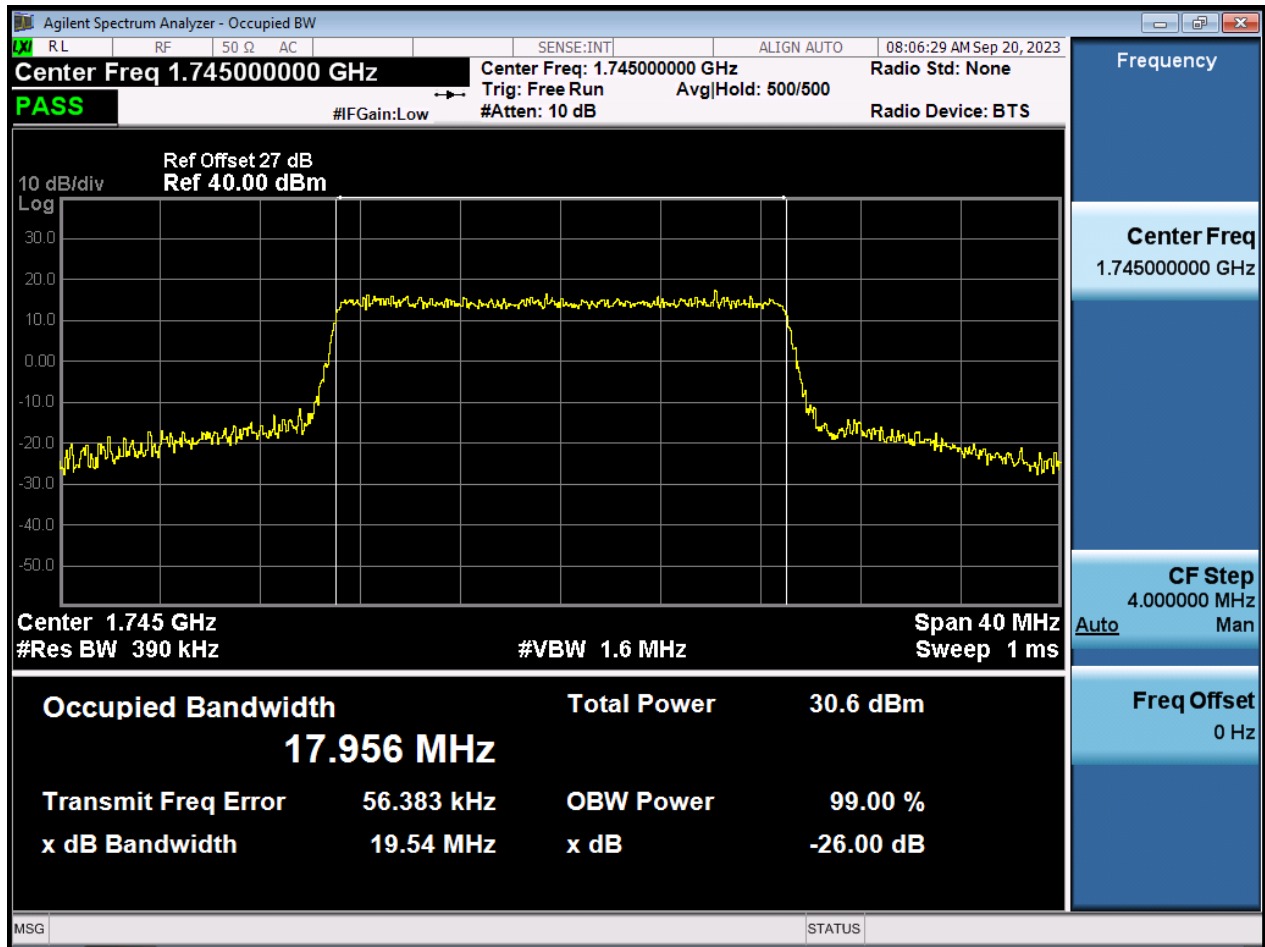 Agilent Spectrum Analyzer - Occupied BW
LXI RL RF 50 Ω AC SENSE:INT ALIGN AUTO 08:06:29 AM Sep 20, 2023
Center Freq 1.745000000 GHz
Center Freq: 1.745000000 GHz Radio Std: None
Trig: Free Run Avg|Hold: 500/500
PASS
#IFGain:Low #Atten: 10 dB Radio Device: BTS
Ref Offset 27 dB
10 dB/div Ref 40.00 dBm
Log
30.0
20.0
10.0
0.00
-10.0
-20.0
-30.0
-40.0
-50.0
Center 1.745 GHz Span 40 MHz
#Res BW 390 kHz #VBW 1.6 MHz Sweep 1 ms
Occupied Bandwidth Total Power 30.6 dBm
17.956 MHz
Transmit Freq Error 56.383 kHz OBW Power 99.00 %
x dB Bandwidth 19.54 MHz x dB -26.00 dB
MSG STATUS
Frequency
Center Freq
1.745000000 GHz
CF Step
4.000000 MHz
Auto Man
Freq Offset
0 Hz